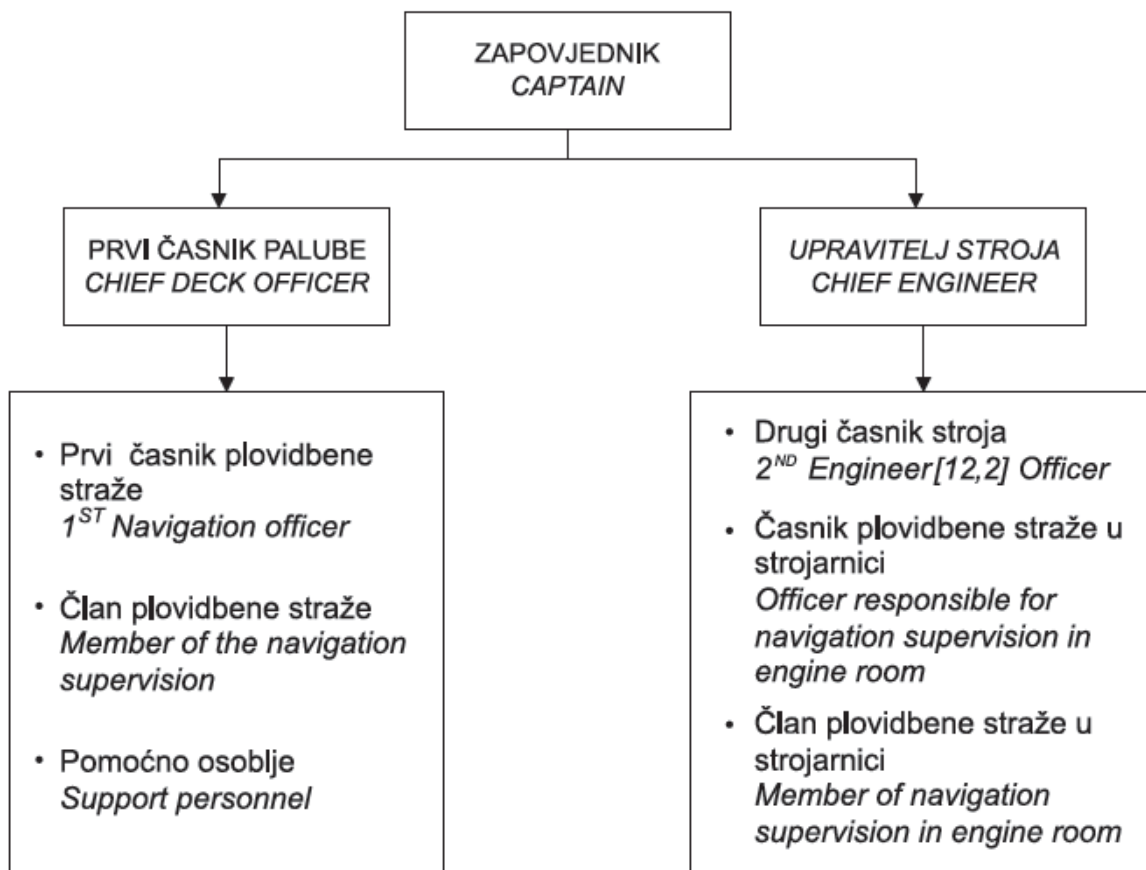 ZAPOVJEDNIK
CAPTAIN
PRVI ČASNIK PALUBE
CHIEF DECK OFFICER
UPRAVITELJ STROJA
CHIEF ENGINEER
• Prvi časnik plovidbene
straže
1ST Navigation officer
• Član plovidbene straže
Member of the navigation
supervision
• Pomoćno osoblje
Support personnel
• Drugi časnik stroja
2ND Engineer[12,2] Officer
• Časnik plovidbene straže u
strojarnici
Officer responsible for
navigation supervision in
engine room
• Član plovidbene straže u
strojarnici
Member of navigation
supervision in engine room